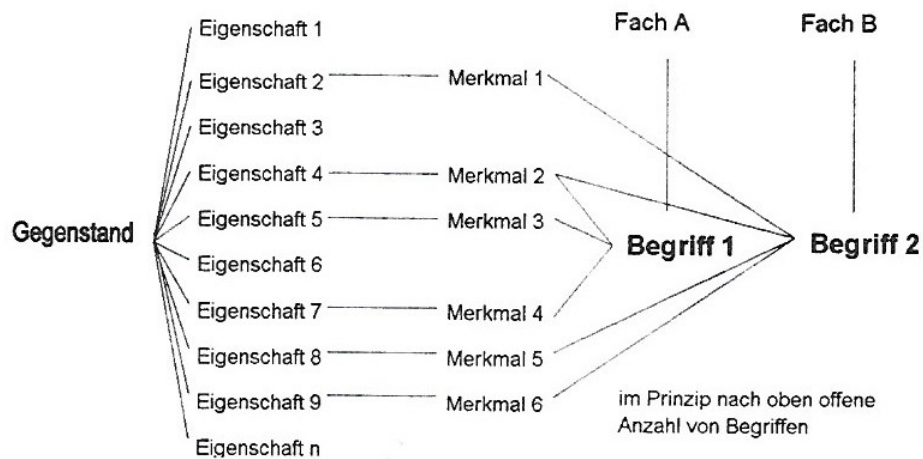 Fach A
Fach B
Eigenschaft 1
Eigenschaft 2
Merkmal 1
Eigenschaft 3
Eigenschaft 4
Merkmal 2
Eigenschaft 5
Merkmal 3
Gegenstand
Begriff 1
Begriff 2
Eigenschaft 6
Eigenschaft 7
Merkmal 4
Eigenschaft 8
Merkmal 5
Eigenschaft 9
Merkmal 6
im Prinzip nach oben offene
Anzahl von Begriffen
Eigenschaft n